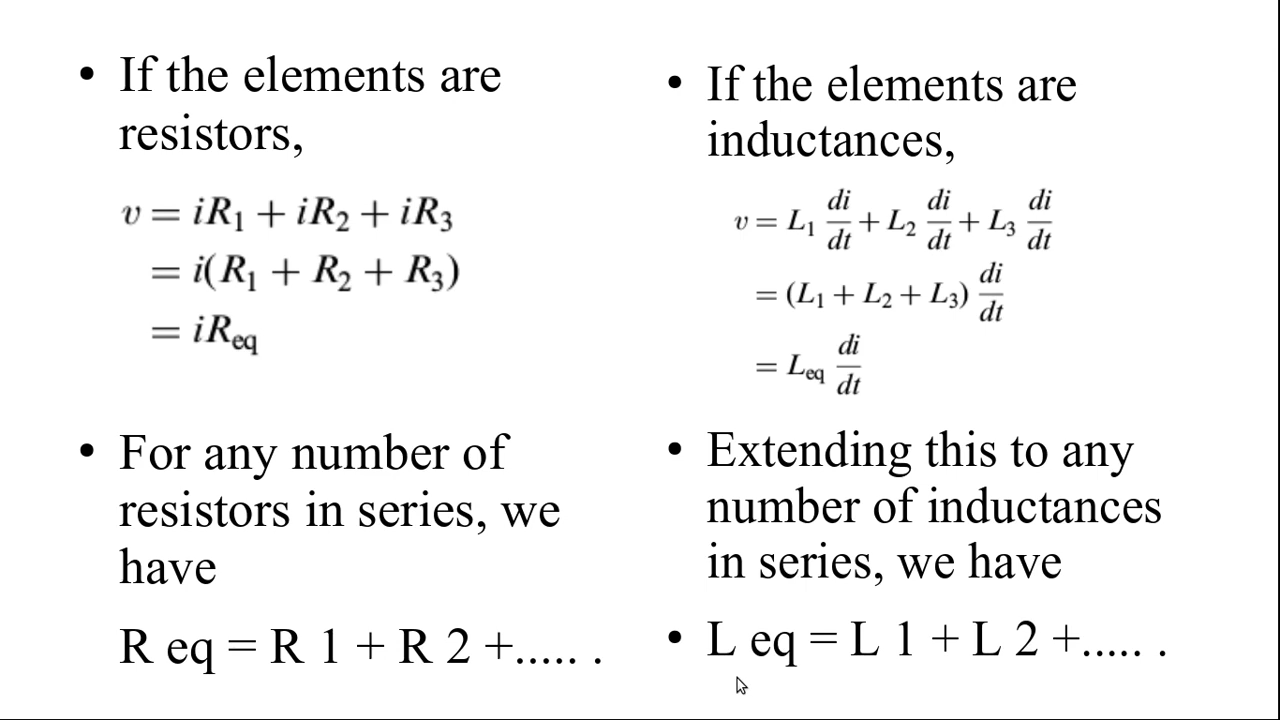 • If the elements are
resistors,
v = iR₁ + iR₂ + iR₃
= i(R₁ + R₂ + R₃)
= iR_eq
• For any number of
resistors in series, we
have
R eq = R 1 + R 2 +..... .
• If the elements are
inductances,
v = L₁ di/dt + L₂ di/dt + L₃ di/dt
= (L₁ + L₂ + L₃) di/dt
= L_eq di/dt
• Extending this to any
number of inductances
in series, we have
• L eq = L 1 + L 2 +..... .